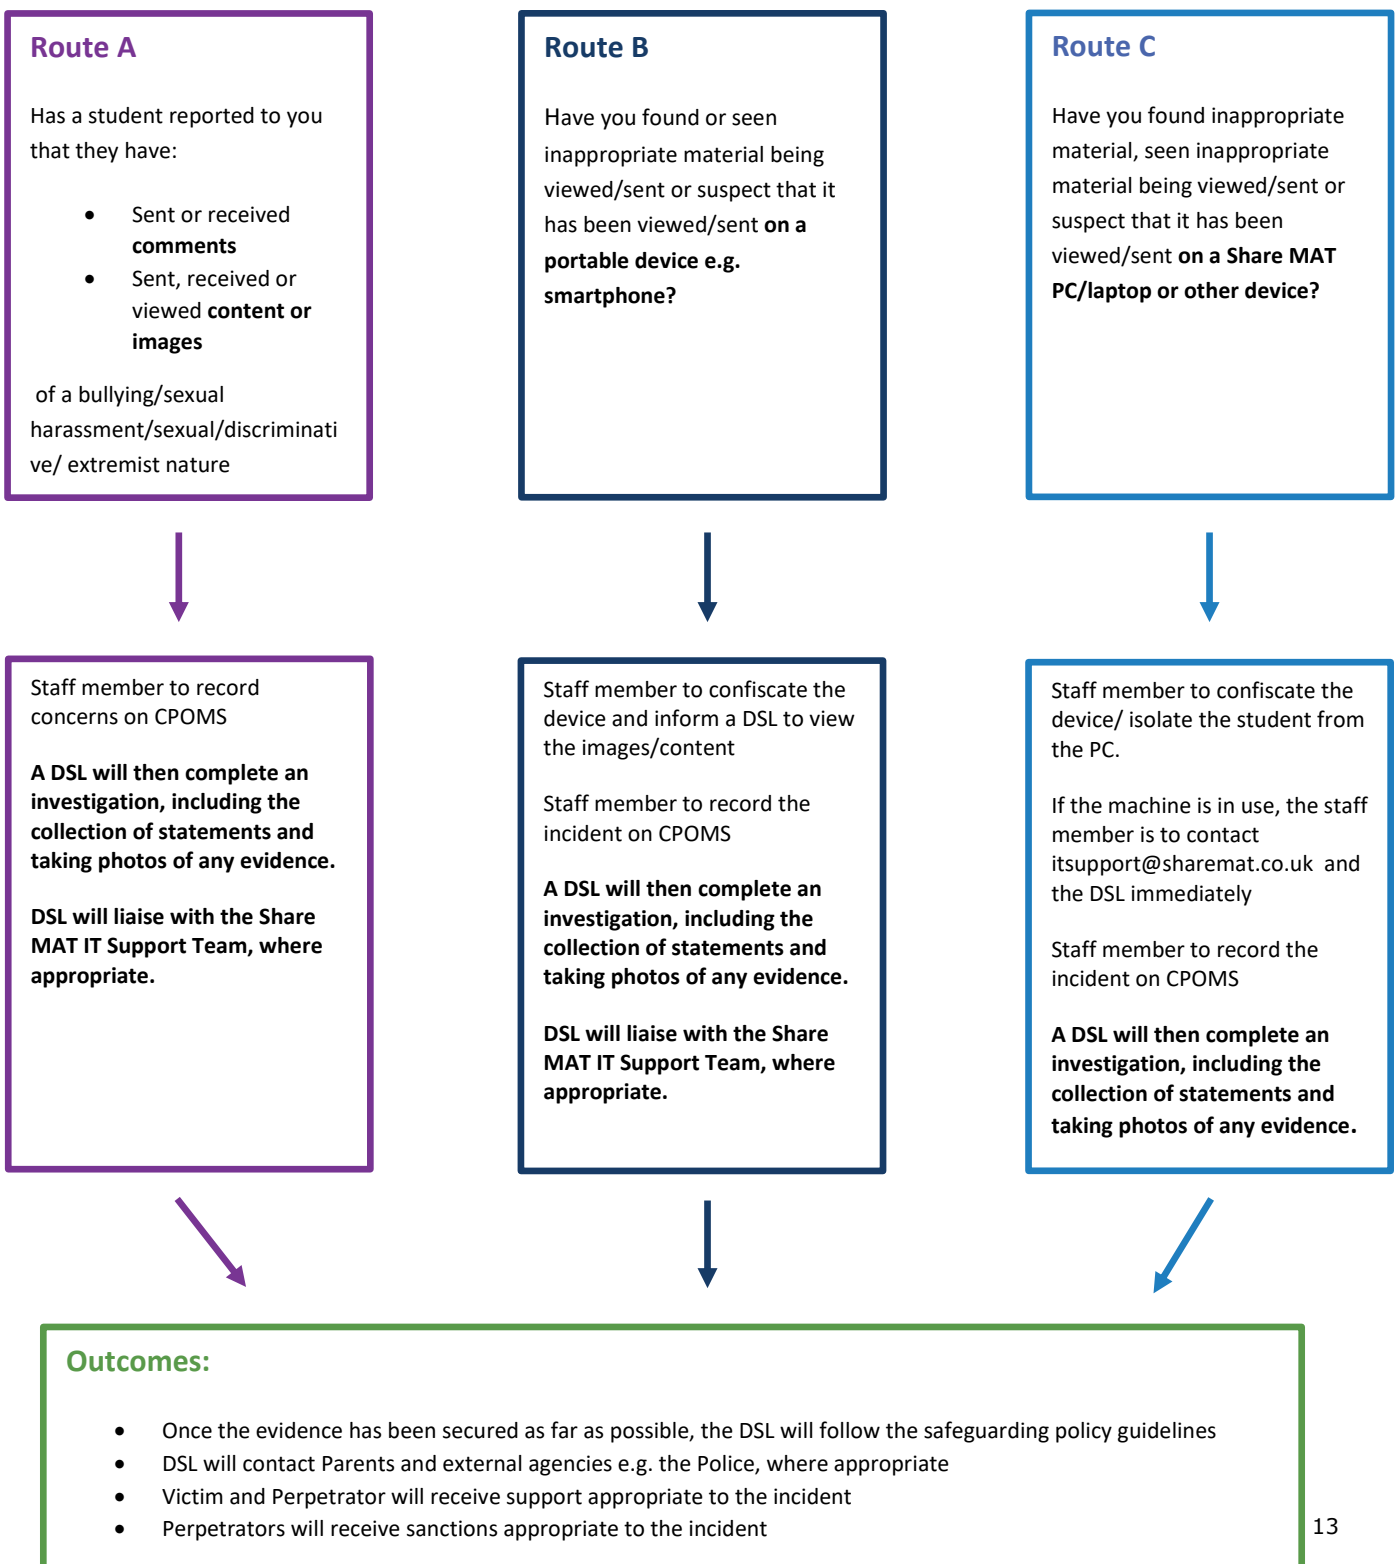 Route A
Has a student reported to you
that they have:
• Sent or received
comments
• Sent, received or
viewed content or
images
of a bullying/sexual
harassment/sexual/discriminati
ve/ extremist nature
Route B
Have you found or seen
inappropriate material being
viewed/sent or suspect that it
has been viewed/sent on a
portable device e.g.
smartphone?
Route C
Have you found inappropriate
material, seen inappropriate
material being viewed/sent or
suspect that it has been
viewed/sent on a Share MAT
PC/laptop or other device?
Staff member to record
concerns on CPOMS
A DSL will then complete an
investigation, including the
collection of statements and
taking photos of any evidence.
DSL will liaise with the Share
MAT IT Support Team, where
appropriate.
Staff member to confiscate the
device and inform a DSL to view
the images/content
Staff member to record the
incident on CPOMS
A DSL will then complete an
investigation, including the
collection of statements and
taking photos of any evidence.
DSL will liaise with the Share
MAT IT Support Team, where
appropriate.
Staff member to confiscate the
device/ isolate the student from
the PC.
If the machine is in use, the staff
member is to contact
itsupport@sharemat.co.uk and
the DSL immediately
Staff member to record the
incident on CPOMS
A DSL will then complete an
investigation, including the
collection of statements and
taking photos of any evidence.
Outcomes:
• Once the evidence has been secured as far as possible, the DSL will follow the safeguarding policy guidelines
• DSL will contact Parents and external agencies e.g. the Police, where appropriate
• Victim and Perpetrator will receive support appropriate to the incident
• Perpetrators will receive sanctions appropriate to the incident
13